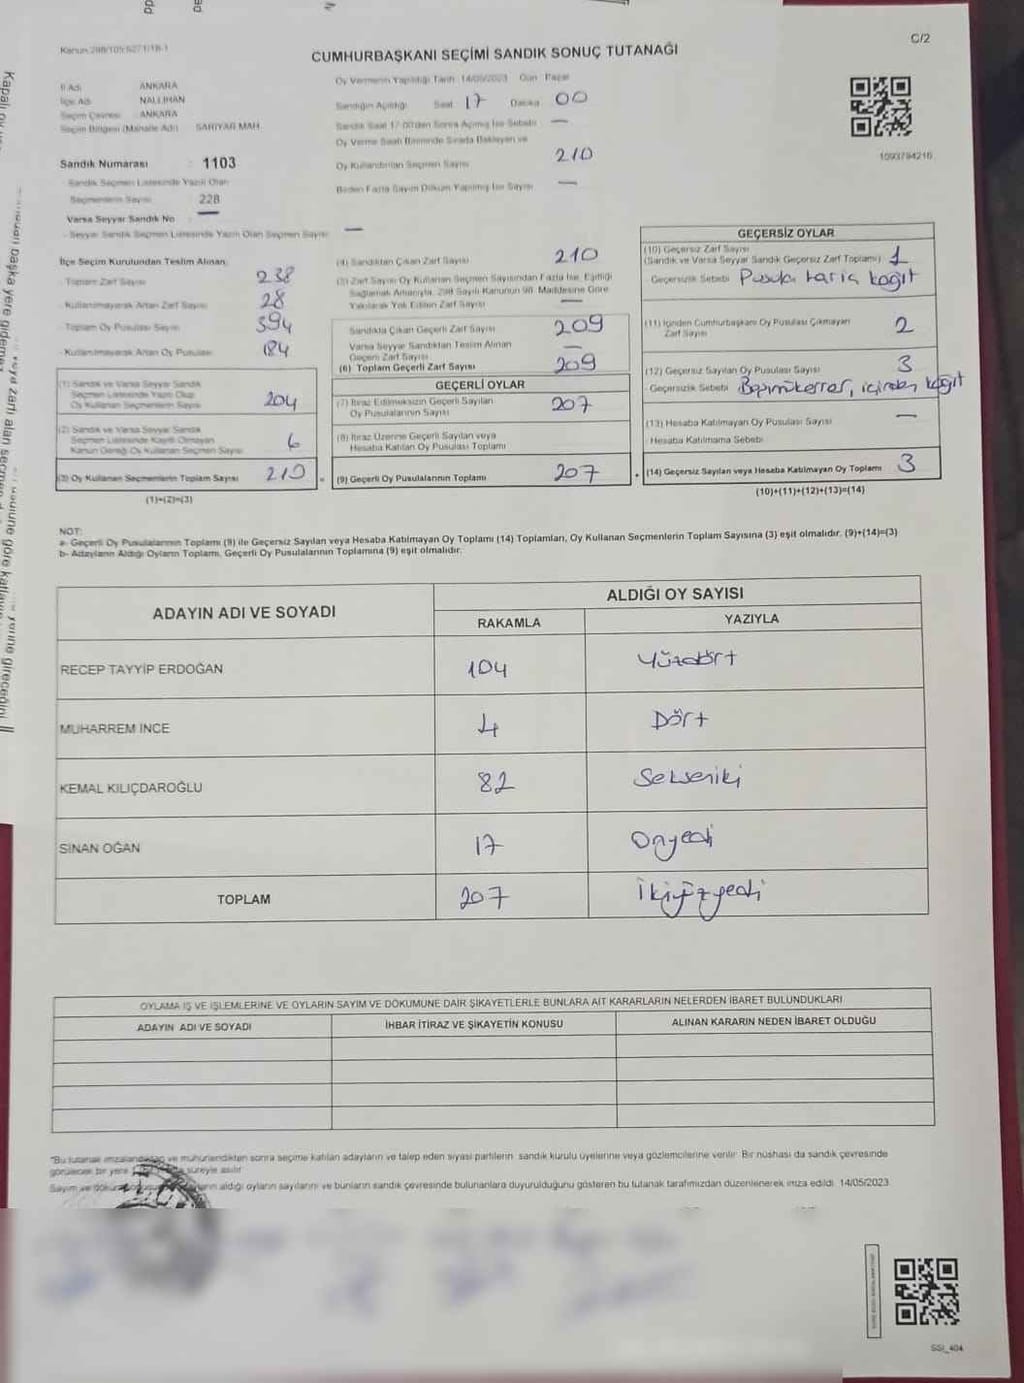 Kanun:298/105-6271/18-1
C/2
CUMHURBAŞKANI SEÇİMİ SANDIK SONUÇ TUTANAĞI
İl Adı ANKARA
İlçe Adı NALLIHAN
Seçim Çevresi ANKARA
Seçim Bölgesi (Mahalle Adı) SARIYAR MAH.
Sandık Numarası : 1103
Sandık Seçmen Listesinde Yazılı Olan
Seçmenlerin Sayısı 228
Varsa Seyyar Sandık No —
- Seyyar Sandık Seçmen Listesinde Yazılı Olan Seçmen Sayısı —
Oy Vermenin Yapıldığı Tarih: 14/05/2023 Gün: Pazar
Sandığın Açıldığı Saat 17 Dakika 00
Sandık Saat 17:00'den Sonra Açılmış İse Sebebi —
Oy Verme Saati Bitiminde Sırada Bekleyen ve
Oy Kullandırılan Seçmen Sayısı 210
Birden Fazla Sayım Döküm Yapılmış İse Sayısı —
1093794216
İlçe Seçim Kurulundan Teslim Alınan;
- Toplam Zarf Sayısı 238
- Kullanılmayarak Artan Zarf Sayısı 28
- Toplam Oy Pusulası Sayısı 394
- Kullanılmayarak Artan Oy Pusulası 184
(1) Sandık ve Varsa Seyyar Sandık
Seçmen Listesinde Yazılı Olup
Oy Kullanan Seçmenlerin Sayısı 204
(2) Sandık ve Varsa Seyyar Sandık
Seçmen Listesinde Kayıtlı Olmayan
Kanun Gereği Oy Kullanan Seçmen Sayısı 6
(3) Oy Kullanan Seçmenlerin Toplam Sayısı 210
(1)+(2)=(3)
(4) Sandıktan Çıkan Zarf Sayısı 210
(5) Zarf Sayısı Oy Kullanan Seçmen Sayısından Fazla İse, Eşitliği
Sağlamak Amacıyla, 298 Sayılı Kanunun 98. Maddesine Göre
Yakılarak Yok Edilen Zarf Sayısı —
Sandıkta Çıkan Geçerli Zarf Sayısı 209
Varsa Seyyar Sandıktan Teslim Alınan
Geçerli Zarf Sayısı —
(6) Toplam Geçerli Zarf Sayısı 209
GEÇERLİ OYLAR
(7) İtiraz Edilmeksizin Geçerli Sayılan
Oy Pusulalarının Sayısı 207
(8) İtiraz Üzerine Geçerli Sayılan veya
Hesaba Katılan Oy Pusulası Toplamı
(9) Geçerli Oy Pusulalarının Toplamı 207
GEÇERSİZ OYLAR
(10) Geçersiz Zarf Sayısı
(Sandık ve Varsa Seyyar Sandık Geçersiz Zarf Toplamı) 1
Geçersizlik Sebebi Pusula hariç kağıt
(11) İçinden Cumhurbaşkanı Oy Pusulası Çıkmayan
Zarf Sayısı 2
(12) Geçersiz Sayılan Oy Pusulası Sayısı 3
- Geçersizlik Sebebi içinden kağıt
(13) Hesaba Katılmayan Oy Pusulası Sayısı —
- Hesaba Katılmama Sebebi
(14) Geçersiz Sayılan veya Hesaba Katılmayan Oy Toplamı 3
(10)+(11)+(12)+(13)=(14)
NOT:
a- Geçerli Oy Pusulalarının Toplamı (9) ile Geçersiz Sayılan veya Hesaba Katılmayan Oy Toplamı (14) Toplamları, Oy Kullanan Seçmenlerin Toplam Sayısına (3) eşit olmalıdır. (9)+(14)=(3)
b- Adayların Aldığı Oyların Toplamı, Geçerli Oy Pusulalarının Toplamına (9) eşit olmalıdır.
ADAYIN ADI VE SOYADI
ALDIĞI OY SAYISI
RAKAMLA YAZIYLA
RECEP TAYYİP ERDOĞAN 104 Yüzdört
MUHARREM İNCE 4 Dört
KEMAL KILIÇDAROĞLU 82 Sekseniki
SİNAN OĞAN 17 Onyedi
TOPLAM 207 İkiyüzyedi
OYLAMA İŞ VE İŞLEMLERİNE VE OYLARIN SAYIM VE DÖKÜMÜNE DAİR ŞİKAYETLERLE BUNLARA AİT KARARLARIN NELERDEN İBARET BULUNDUKLARI
ADAYIN ADI VE SOYADI İHBAR İTİRAZ VE ŞİKAYETİN KONUSU ALINAN KARARIN NEDEN İBARET OLDUĞU
"Bu tutanak imzalandıktan ve mühürlendikten sonra seçime katılan adayların ve talep eden siyasi partilerin sandık kurulu üyelerine veya gözlemcilerine verilir. Bir nüshası da sandık çevresinde
görülecek bir yere süreyle asılır.
Sayım ve döküm aldığı oyların sayılarını ve bunların sandık çevresinde bulunanlara duyurulduğunu gösteren bu tutanak tarafımızdan düzenlenerek imza edildi. 14/05/2023
SSI_404